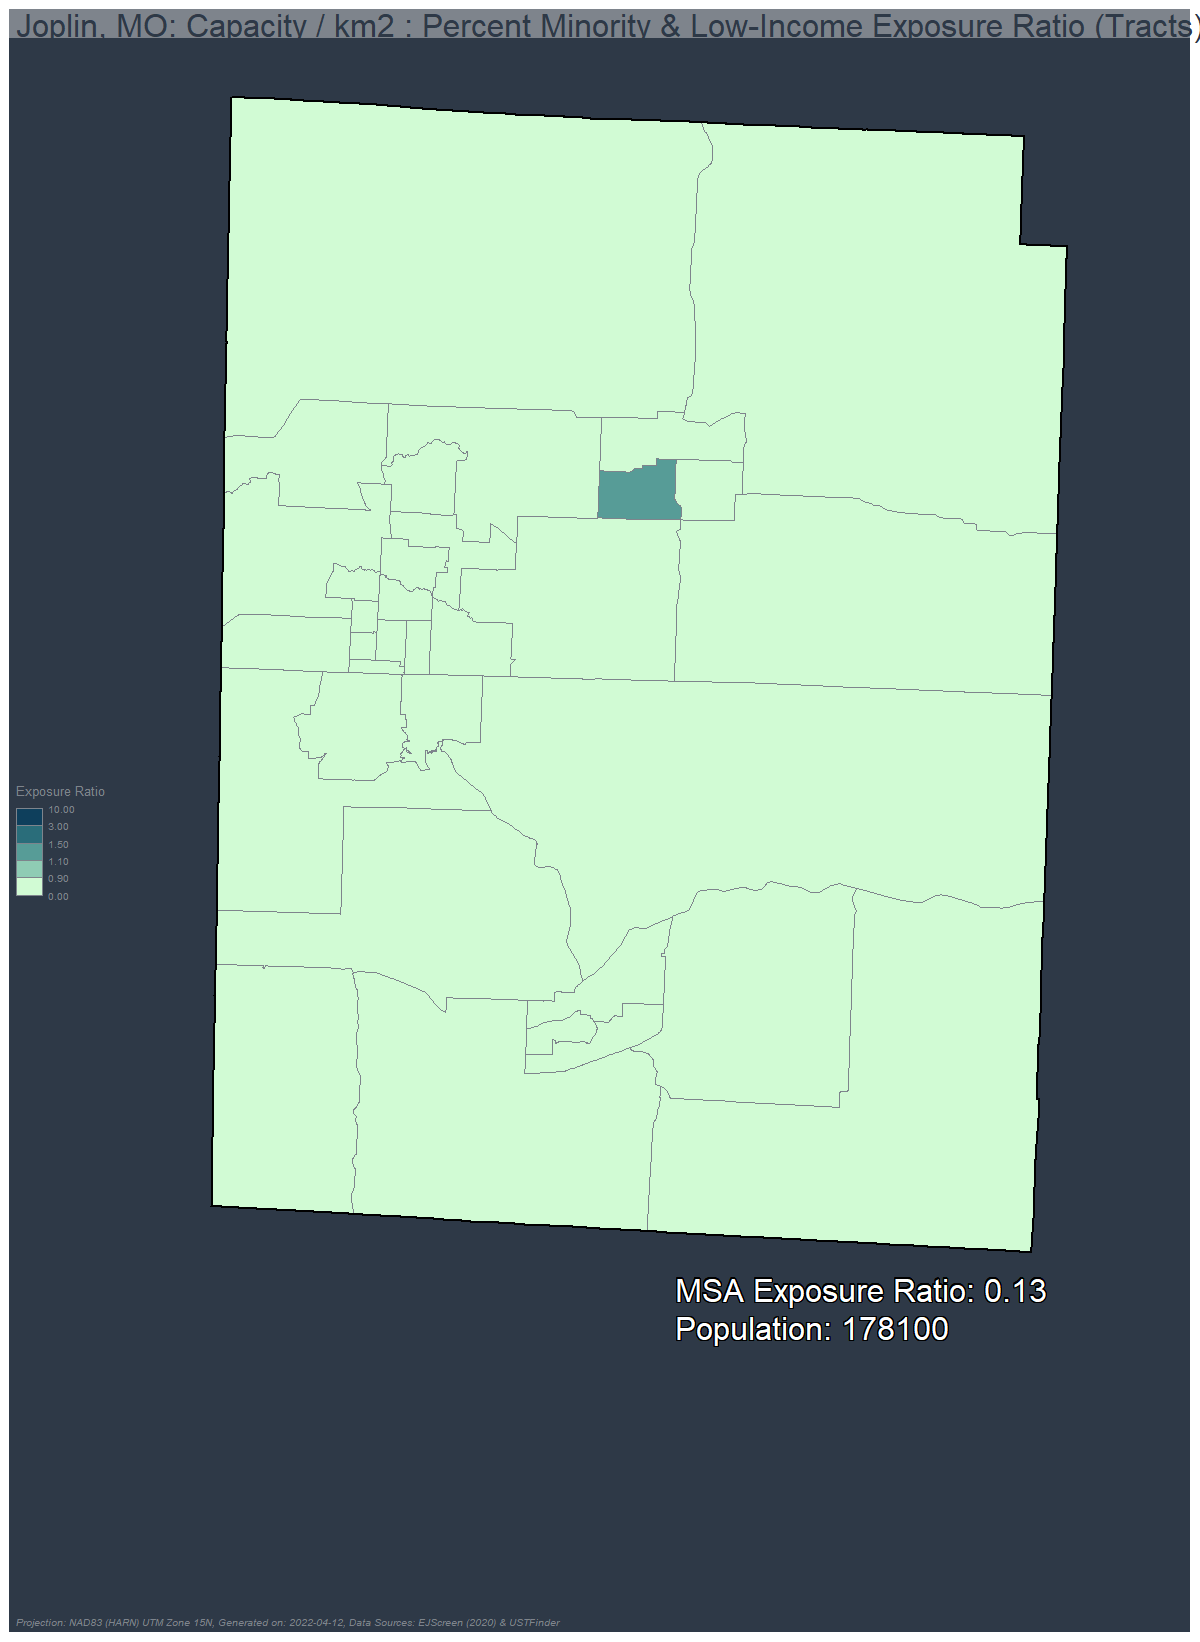 Joplin, MO: Capacity / km2 : Percent Minority & Low-Income Exposure Ratio (Tracts)
Exposure Ratio
10.00
3.00
1.50
1.10
0.90
0.00
MSA Exposure Ratio: 0.13
Population: 178100
Projection: NAD83 (HARN) UTM Zone 15N, Generated on: 2022-04-12, Data Sources: EJScreen (2020) & USTFinder